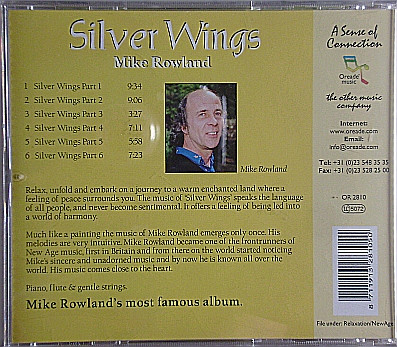 Silver Wings
Mike Rowland
1 Silver Wings Part 1 9:34
2 Silver Wings Part 2 9:06
3 Silver Wings Part 3 3:27
4 Silver Wings Part 4 7:11
5 Silver Wings Part 5 5:58
6 Silver Wings Part 6 7:23
Mike Rowland
Relax, unfold and embark on a journey to a warm enchanted land where a
feeling of peace surrounds you. The music of 'Silver Wings' speaks the language
of all people, and never become sentimental. It offers a feeling of being led into
a world of harmony.
Much like a painting the music of Mike Rowland emerges only once. His
melodies are very intuitive. Mike Rowland became one of the frontrunners of
New Age music, first in Britain and from there on the world started noticing
Mike's sincere and unadorned music and by now he is known all over the
world. His music comes close to the heart.
Piano, flute & gentle strings.
Mike Rowland's most famous album.
A Sense of
Connection
Oreade
music
the other music
company
Internet:
www.oreade.com
Email:
info@oreade.com
Tel: +31 (0)23 548 35 35
Fax: +31 (0)23 528 25 00
OR 2810
LC 5072
File under: Relaxation/NewAge